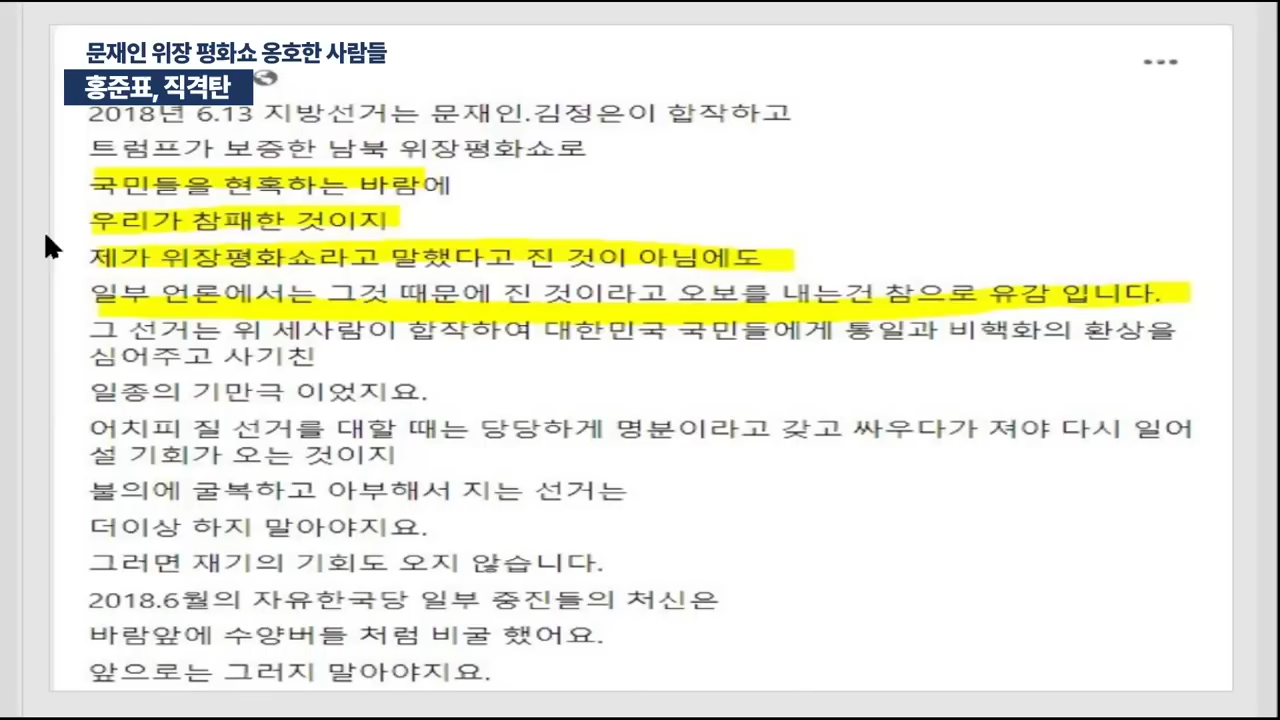 문재인 위장 평화쇼 옹호한 사람들
홍준표, 직격탄
2018년 6.13 지방선거는 문재인.김정은이 합작하고
트럼프가 보증한 남북 위장평화쇼로
국민들을 현혹하는 바람에
우리가 참패한 것이지
제가 위장평화쇼라고 말했다고 진 것이 아님에도
일부 언론에서는 그것 때문에 진 것이라고 오보를 내는건 참으로 유감 입니다.
그 선거는 위 세사람이 합작하여 대한민국 국민들에게 통일과 비핵화의 환상을
심어주고 사기친
일종의 기만극 이었지요.
어치피 질 선거를 대할 때는 당당하게 명분이라고 갖고 싸우다가 져야 다시 일어
설 기회가 오는 것이지
불의에 굴복하고 아부해서 지는 선거는
더이상 하지 말아야지요.
그러면 재기의 기회도 오지 않습니다.
2018.6월의 자유한국당 일부 중진들의 처신은
바람앞에 수양버들 처럼 비굴 했어요.
앞으로는 그러지 말아야지요.